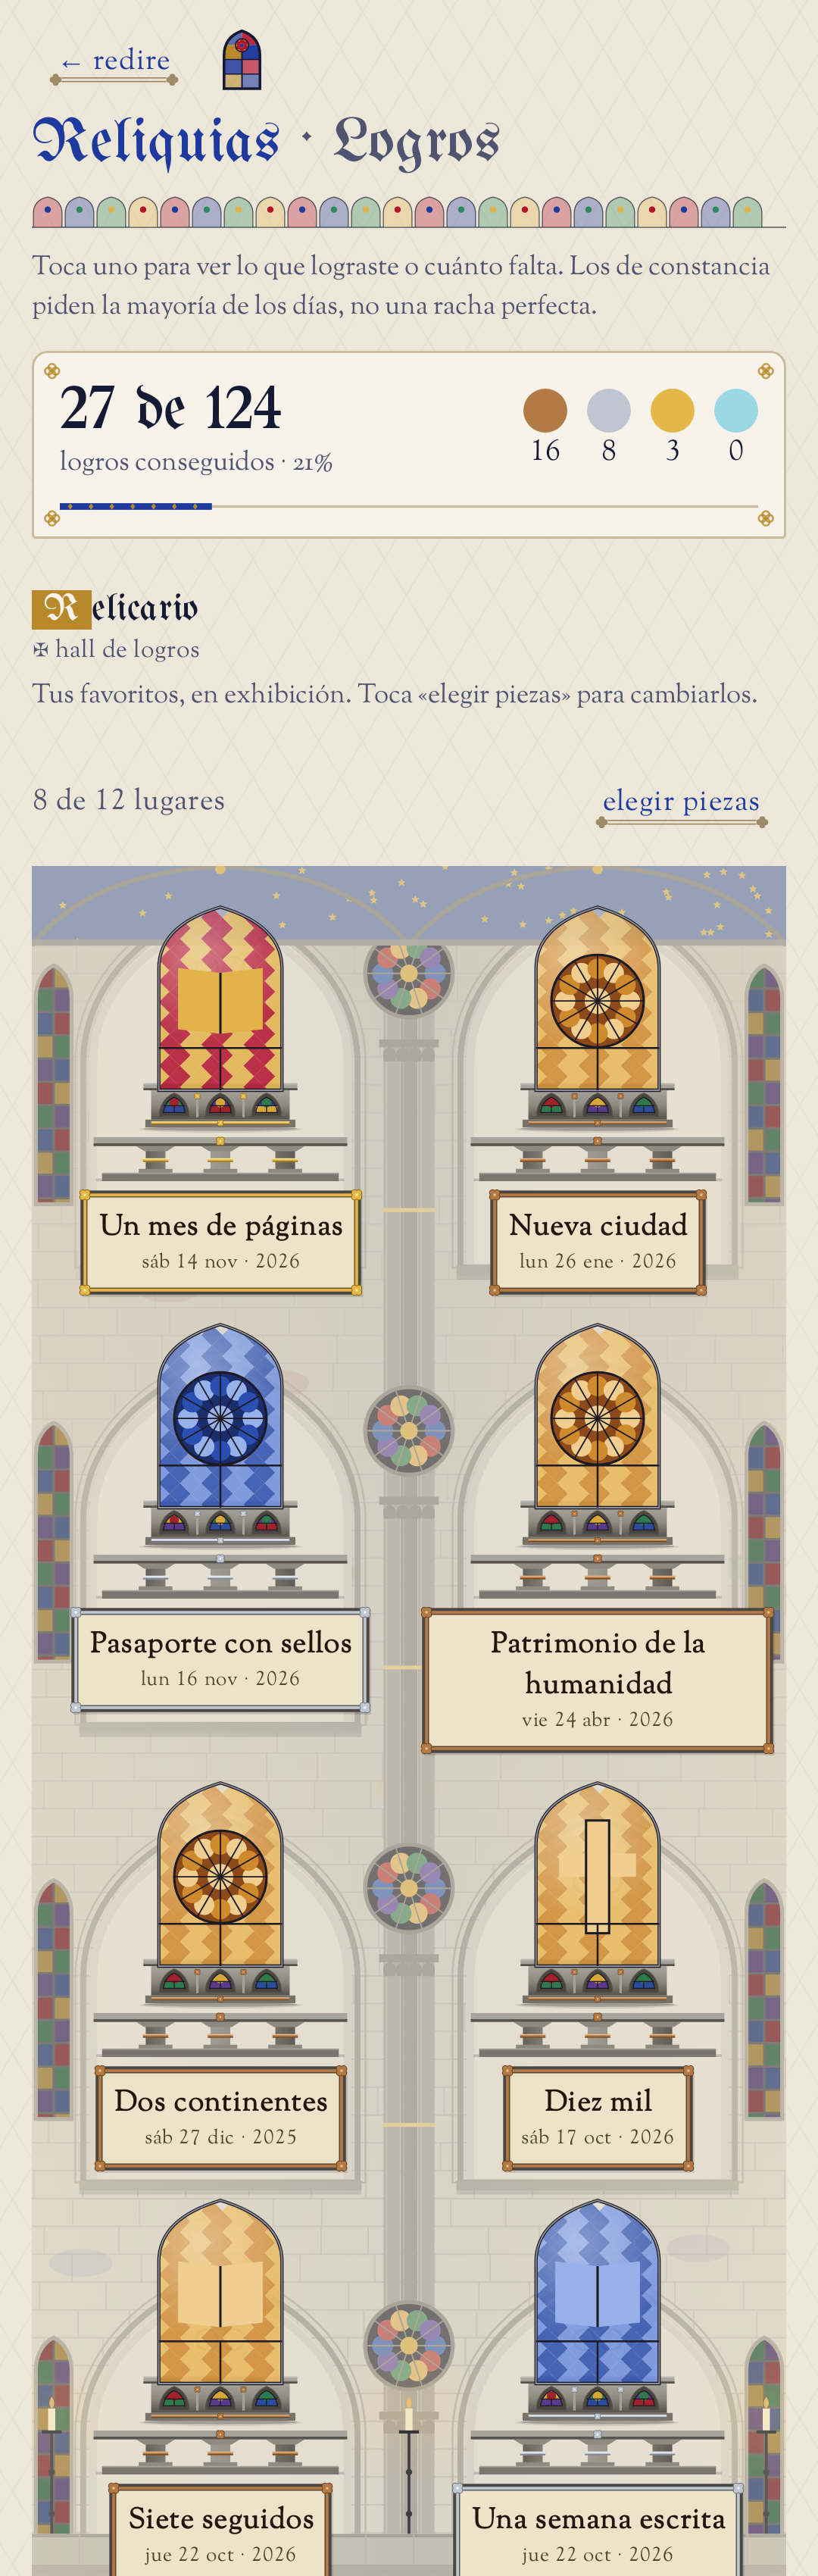 ← redire
Reliquias · Logros
Toca uno para ver lo que lograste o cuánto falta. Los de constancia
piden la mayoría de los días, no una racha perfecta.
27 de 124
logros conseguidos · 21%
16 8 3 0
Relicario
✠ hall de logros
Tus favoritos, en exhibición. Toca «elegir piezas» para cambiarlos.
8 de 12 lugares
elegir piezas
Un mes de páginas
sáb 14 nov · 2026
Nueva ciudad
lun 26 ene · 2026
Pasaporte con sellos
lun 16 nov · 2026
Patrimonio de la
humanidad
vie 24 abr · 2026
Dos continentes
sáb 27 dic · 2025
Diez mil
sáb 17 oct · 2026
Siete seguidos
jue 22 oct · 2026
Una semana escrita
jue 22 oct · 2026